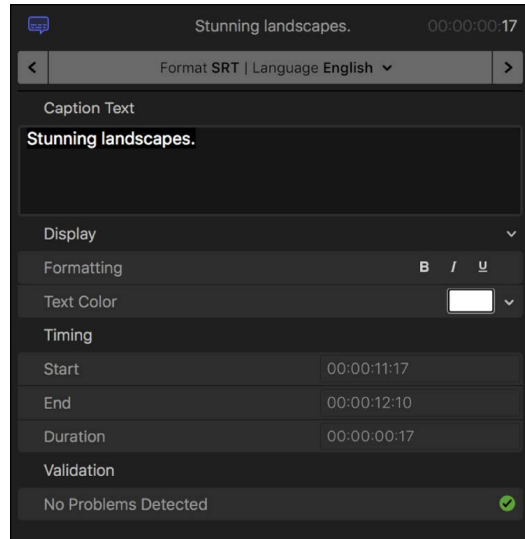 Stunning landscapes. 00:00:00:17
Format SRT | Language English
Caption Text
Stunning landscapes.
Display
Formatting B I U
Text Color
Timing
Start 00:00:11:17
End 00:00:12:10
Duration 00:00:00:17
Validation
No Problems Detected